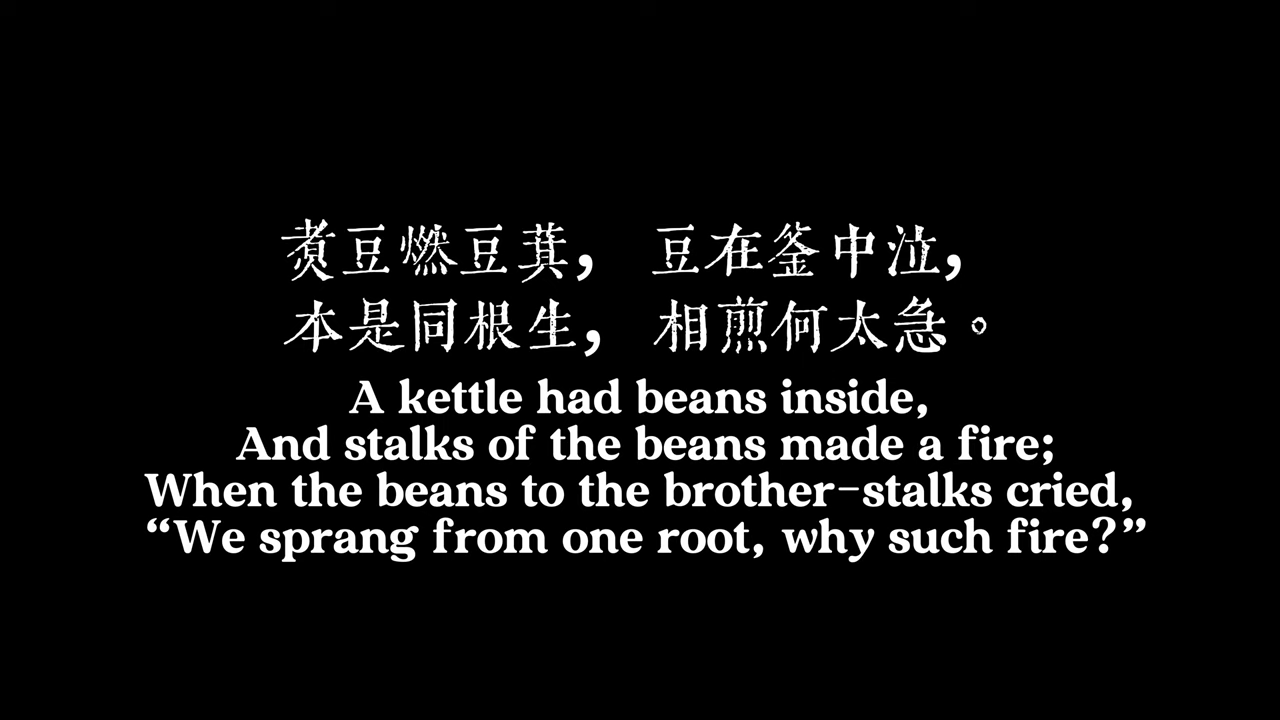 煑豆燃豆萁， 豆在釜中泣，
本是同根生， 相煎何太急。
A kettle had beans inside,
And stalks of the beans made a fire;
When the beans to the brother-stalks cried,
“We sprang from one root, why such fire?”